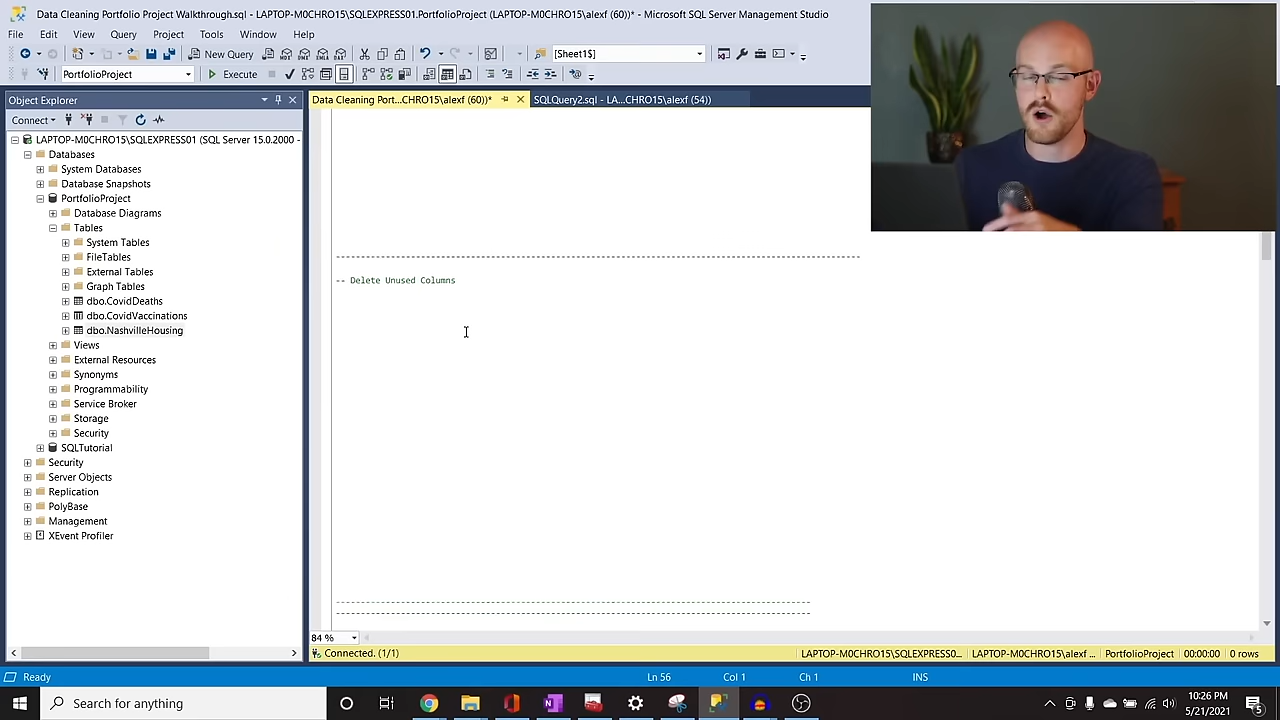 Data Cleaning Portfolio Project Walkthrough.sql - LAPTOP-M0CHRO15\SQLEXPRESS01.PortfolioProject (LAPTOP-M0CHRO15\alexf (60))* - Microsoft SQL Server Management Studio
File Edit View Query Project Tools Window Help
New Query [Sheet1$]
PortfolioProject Execute
Object Explorer
Data Cleaning Port...CHRO15\alexf (60))* SQLQuery2.sql - LA...CHRO15\alexf (54))
Connect
LAPTOP-M0CHRO15\SQLEXPRESS01 (SQL Server 15.0.2000 -
Databases
System Databases
Database Snapshots
PortfolioProject
Database Diagrams
Tables
System Tables
FileTables
External Tables
Graph Tables
dbo.CovidDeaths
dbo.CovidVaccinations
dbo.NashvilleHousing
Views
External Resources
Synonyms
Programmability
Service Broker
Storage
Security
SQLTutorial
Security
Server Objects
Replication
PolyBase
Management
XEvent Profiler
-- Delete Unused Columns
84 %
Connected. (1/1) LAPTOP-M0CHRO15\SQLEXPRESS0... LAPTOP-M0CHRO15\alexf ... PortfolioProject 00:00:00 0 rows
Ready Ln 56 Col 1 Ch 1 INS
Search for anything
10:26 PM
5/21/2021
5